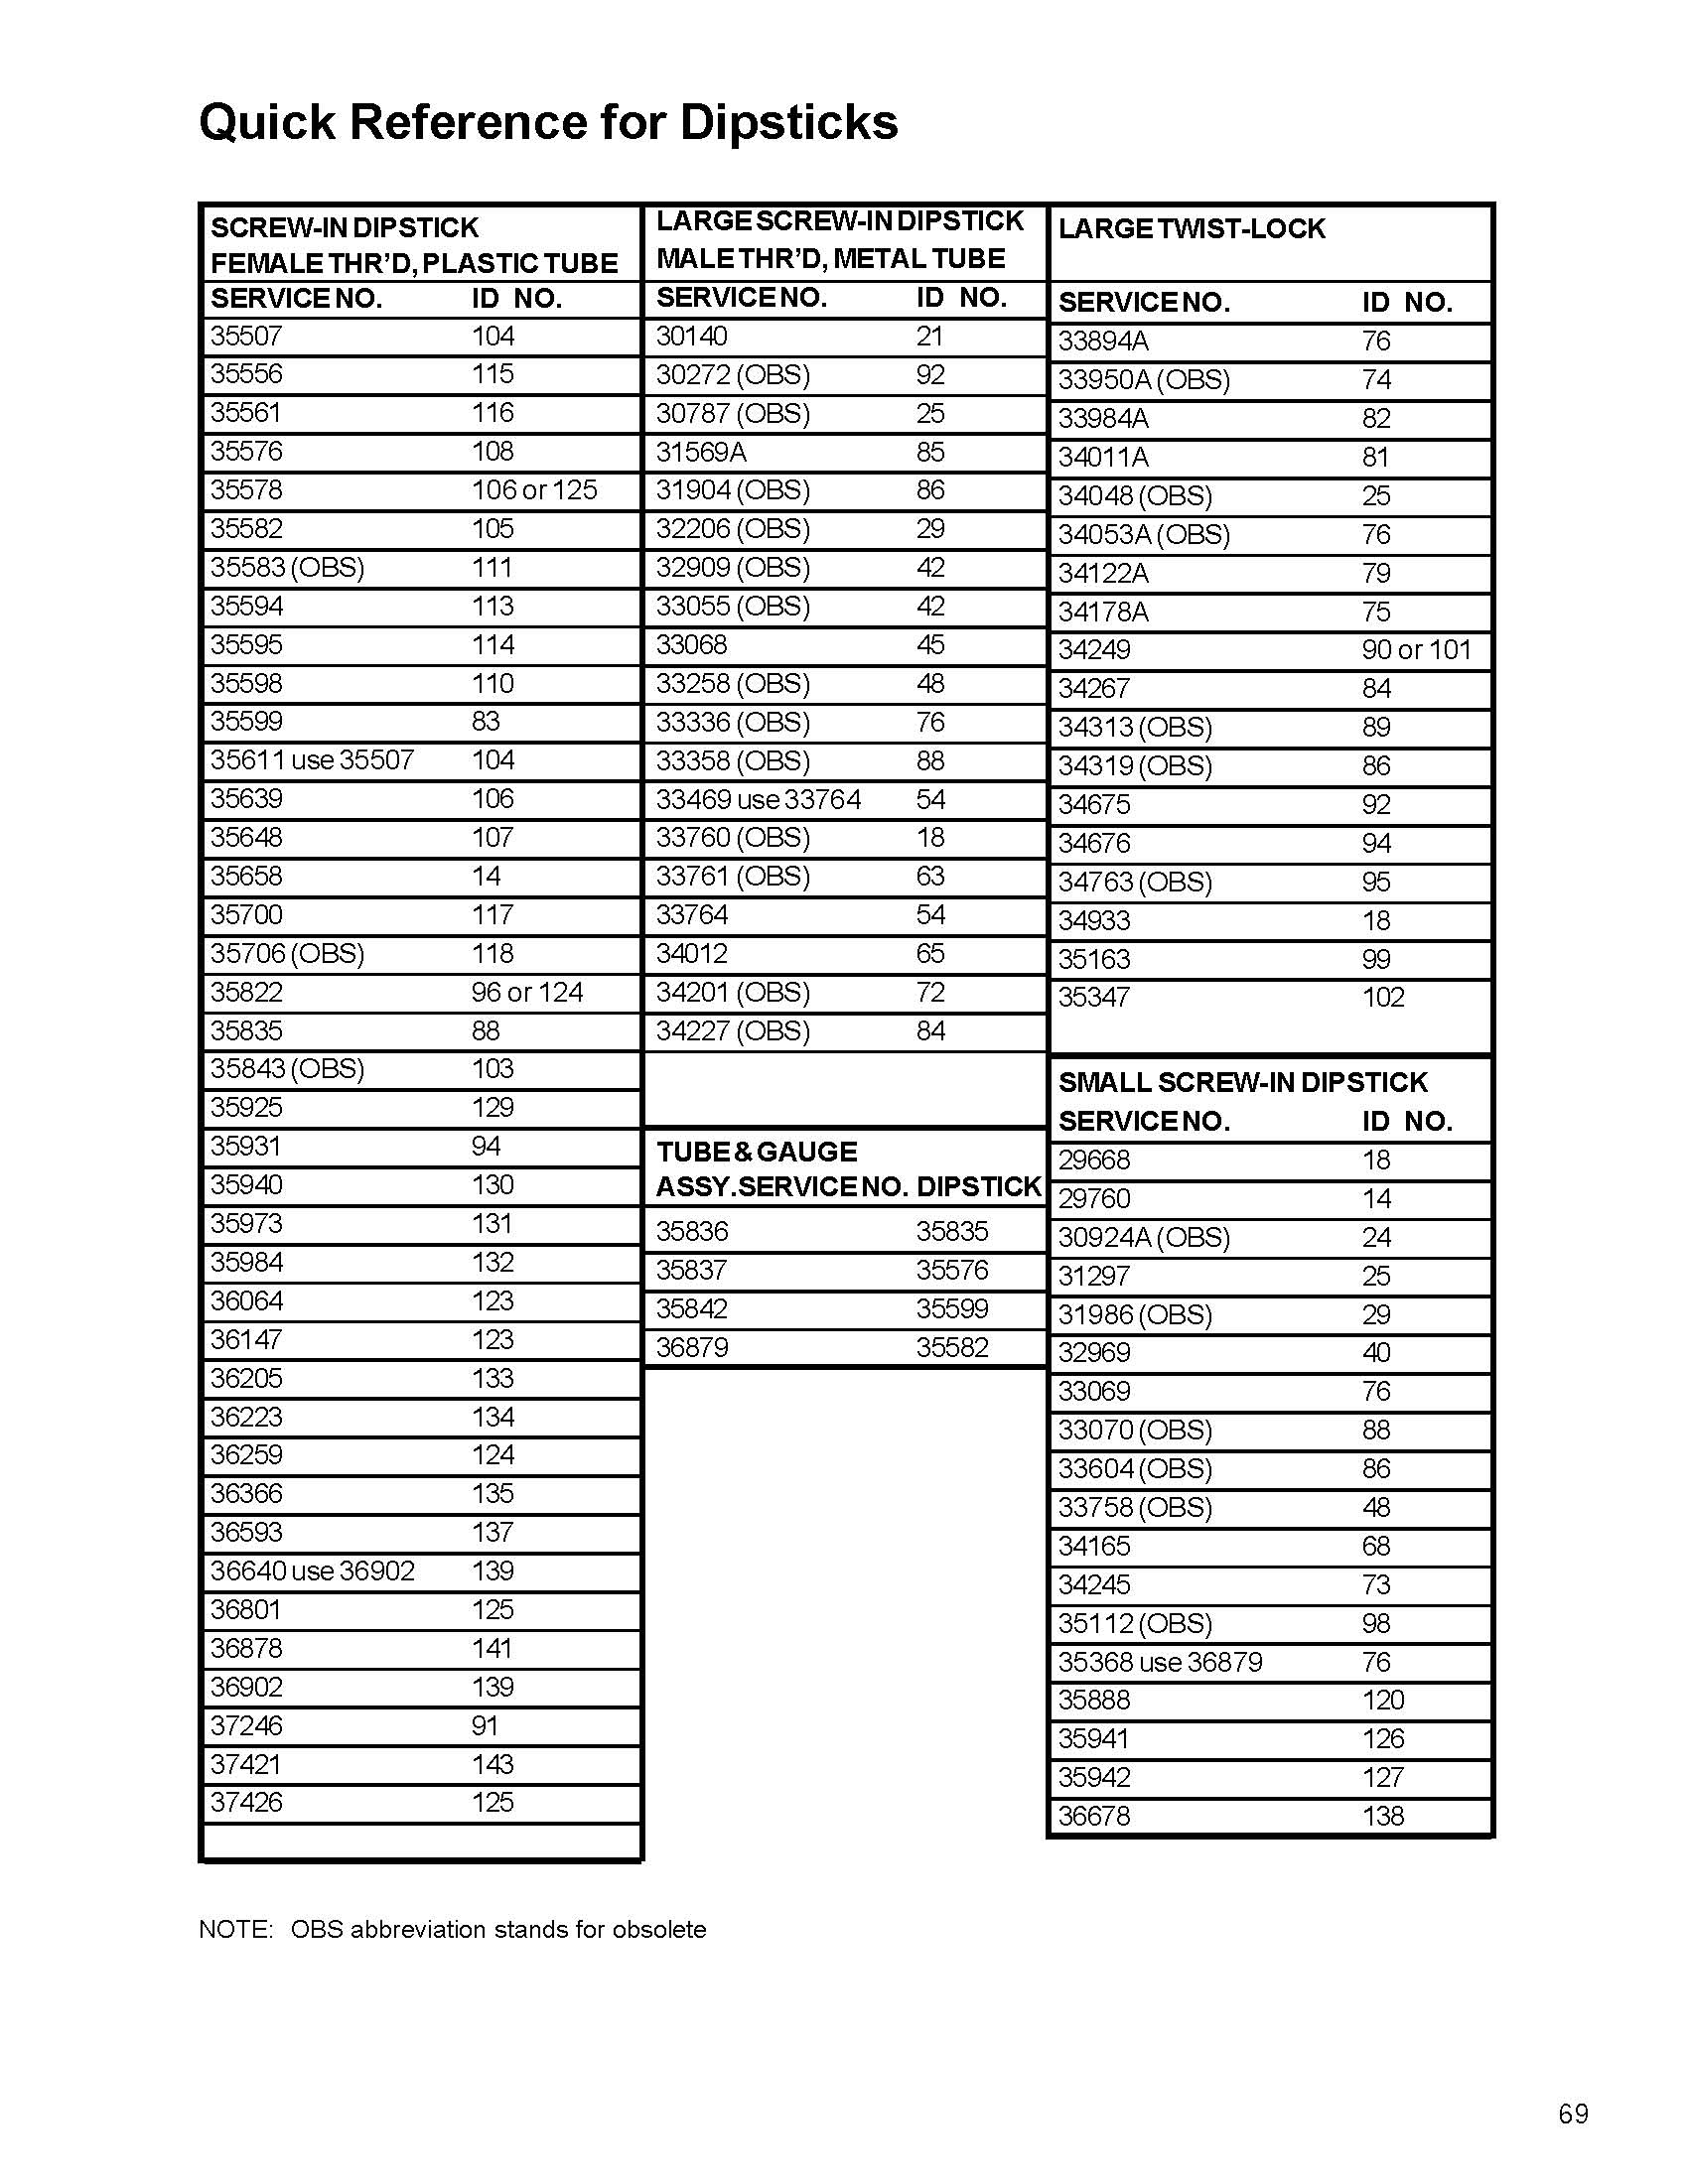 Quick Reference for Dipsticks
SCREW-IN DIPSTICK
FEMALE THR'D, PLASTIC TUBE
SERVICE NO. ID NO.
35507 104
35556 115
35561 116
35576 108
35578 106 or 125
35582 105
35583 (OBS) 111
35594 113
35595 114
35598 110
35599 83
35611 use 35507 104
35639 106
35648 107
35658 14
35700 117
35706 (OBS) 118
35822 96 or 124
35835 88
35843 (OBS) 103
35925 129
35931 94
35940 130
35973 131
35984 132
36064 123
36147 123
36205 133
36223 134
36259 124
36366 135
36593 137
36640 use 36902 139
36801 125
36878 141
36902 139
37246 91
37421 143
37426 125
LARGE SCREW-IN DIPSTICK
MALE THR'D, METAL TUBE
SERVICE NO. ID NO.
30140 21
30272 (OBS) 92
30787 (OBS) 25
31569A 85
31904 (OBS) 86
32206 (OBS) 29
32909 (OBS) 42
33055 (OBS) 42
33068 45
33258 (OBS) 48
33336 (OBS) 76
33358 (OBS) 88
33469 use 33764 54
33760 (OBS) 18
33761 (OBS) 63
33764 54
34012 65
34201 (OBS) 72
34227 (OBS) 84
TUBE & GAUGE
ASSY. SERVICE NO. DIPSTICK
35836 35835
35837 35576
35842 35599
36879 35582
LARGE TWIST-LOCK
SERVICE NO. ID NO.
33894A 76
33950A (OBS) 74
33984A 82
34011A 81
34048 (OBS) 25
34053A (OBS) 76
34122A 79
34178A 75
34249 90 or 101
34267 84
34313 (OBS) 89
34319 (OBS) 86
34675 92
34676 94
34763 (OBS) 95
34933 18
35163 99
35347 102
SMALL SCREW-IN DIPSTICK
SERVICE NO. ID NO.
29668 18
29760 14
30924A (OBS) 24
31297 25
31986 (OBS) 29
32969 40
33069 76
33070 (OBS) 88
33604 (OBS) 86
33758 (OBS) 48
34165 68
34245 73
35112 (OBS) 98
35368 use 36879 76
35888 120
35941 126
35942 127
36678 138
NOTE: OBS abbreviation stands for obsolete
69